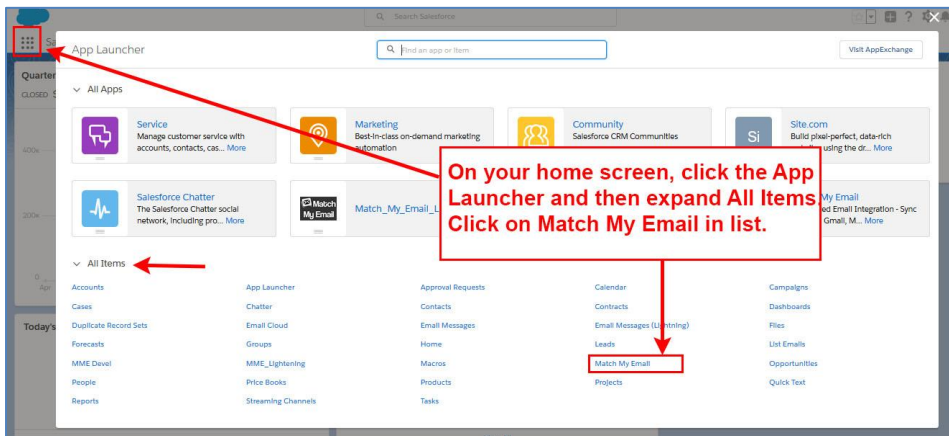 Search Salesforce
App Launcher
Find an app or item
Visit AppExchange
Quarter
CLOSED
All Apps
Service
Manage customer service with
accounts, contacts, cas... More
Marketing
Best-in-class on-demand marketing
automation
Community
Salesforce CRM Communities
Si
Site.com
Build pixel-perfect, data-rich
using the dr... More
400
Salesforce Chatter
The Salesforce Chatter social
network, including pro... More
Match
My Email
Match_My_Email_L
My Email
ed Email Integration - Sync
Gmail, M... More
On your home screen, click the App
Launcher and then expand All Items.
Click on Match My Email in list.
200
0
Apr
All Items
Accounts
App Launcher
Approval Requests
Calendar
Campaigns
Cases
Chatter
Contacts
Contracts
Dashboards
Today's
Duplicate Record Sets
Email Cloud
Email Messages
Email Messages (Lightning)
Files
Forecasts
Groups
Home
Leads
List Emails
MME Devel
MME_Lightening
Macros
Match My Email
Opportunities
People
Price Books
Products
Projects
Quick Text
Reports
Streaming Channels
Tasks